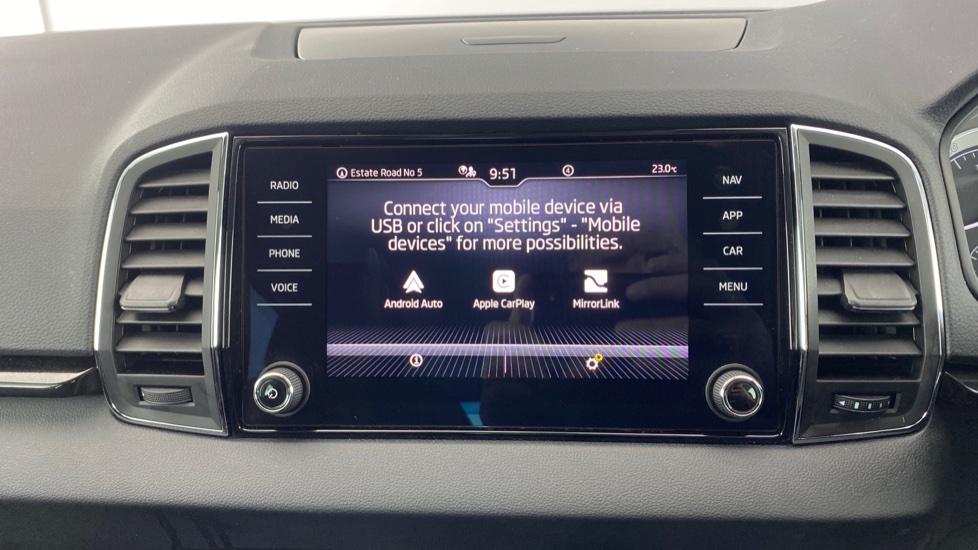 Estate Road No 5
9:51
4
23.0°c
Connect your mobile device via
USB or click on "Settings" - "Mobile
devices" for more possibilities.
Android Auto
Apple CarPlay
MirrorLink
RADIO
MEDIA
PHONE
VOICE
NAV
APP
CAR
MENU